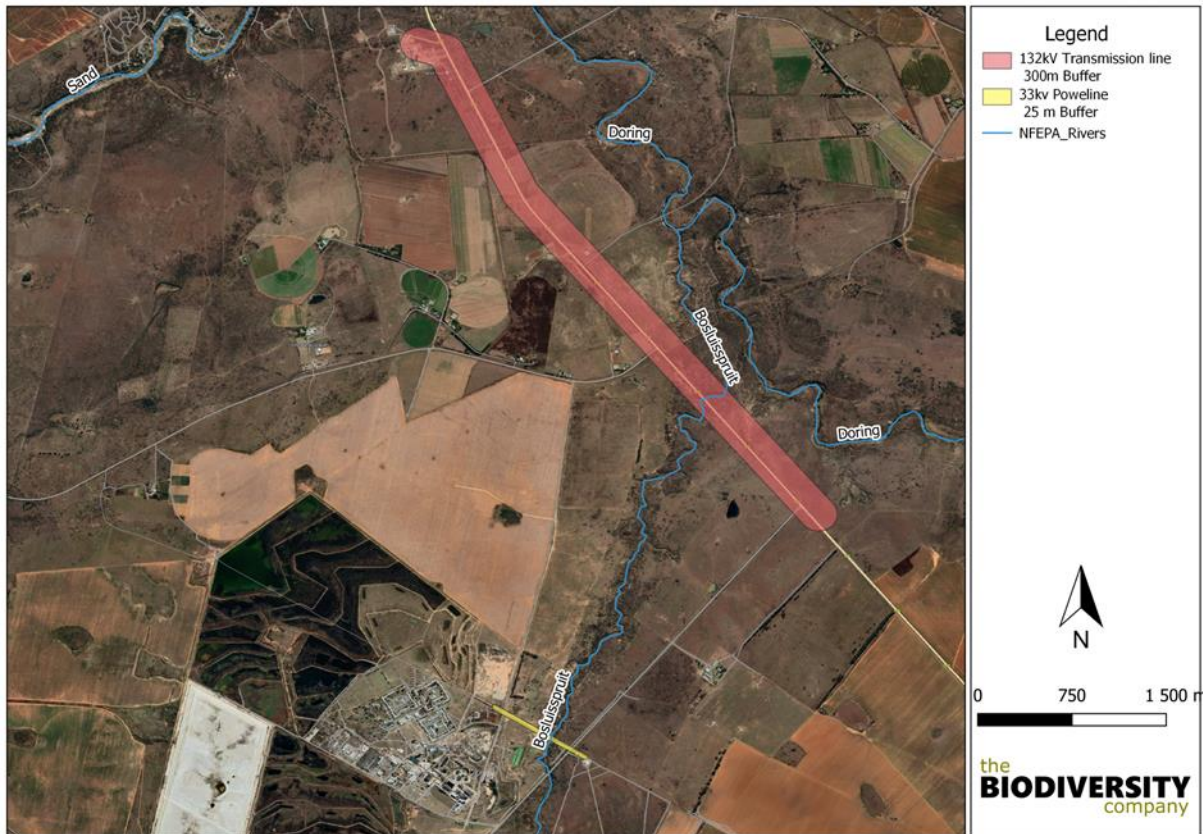 Sand
Doring
Bosluisspruit
Doring
Bosluisspruit
Legend
132kV Transmission line
300m Buffer
33kv Poweline
25 m Buffer
NFEPA_Rivers
N
0 750 1 500 m
the
BIODIVERSITY
company